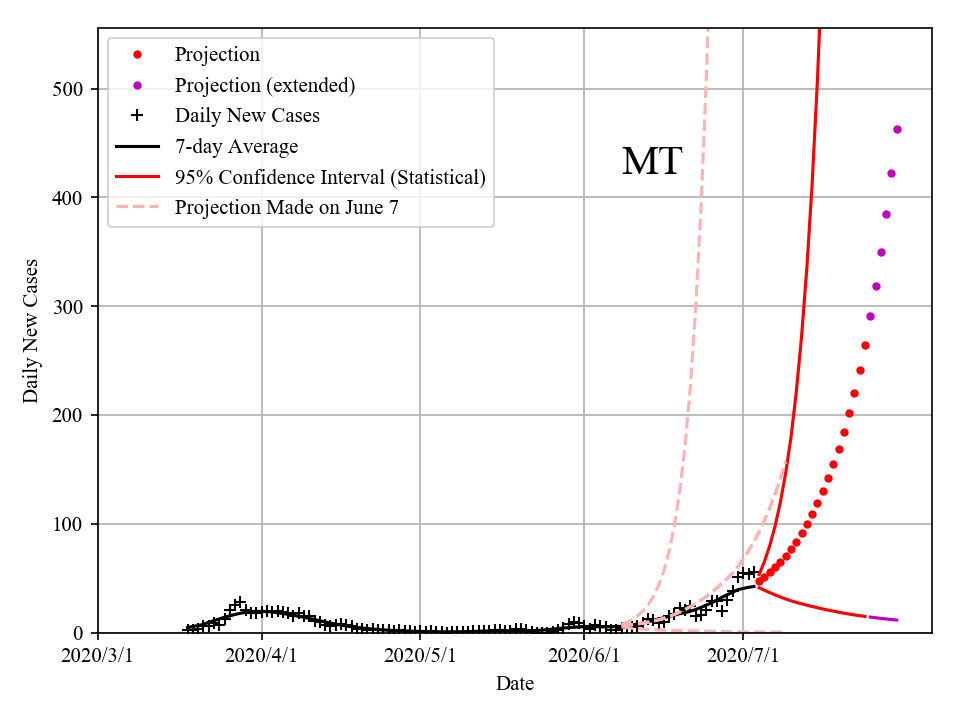 Projection
Projection (extended)
Daily New Cases
7-day Average
95% Confidence Interval (Statistical)
Projection Made on June 7
MT
500
400
300
200
100
0
Daily New Cases
2020/3/1 2020/4/1 2020/5/1 2020/6/1 2020/7/1
Date